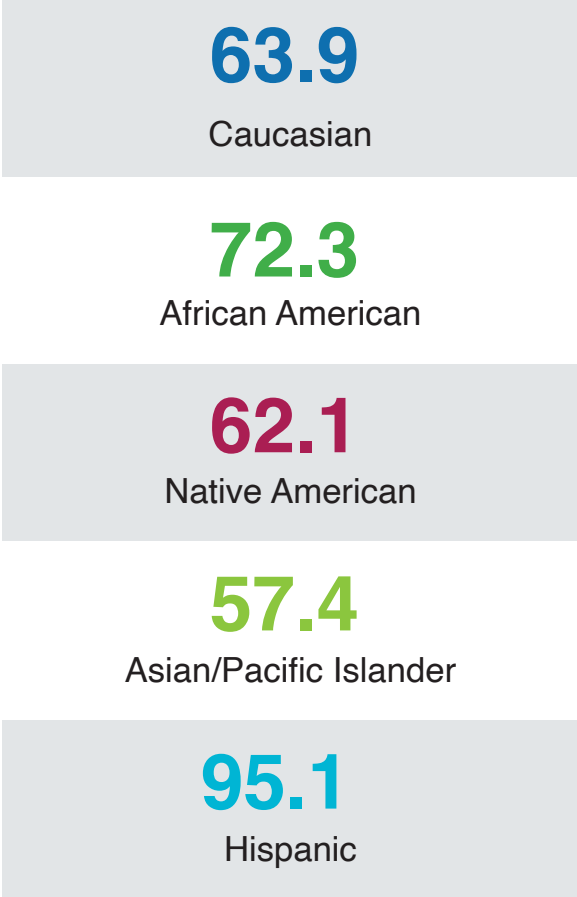 63.9
Caucasian
72.3
African American
62.1
Native American
57.4
Asian/Pacific Islander
95.1
Hispanic